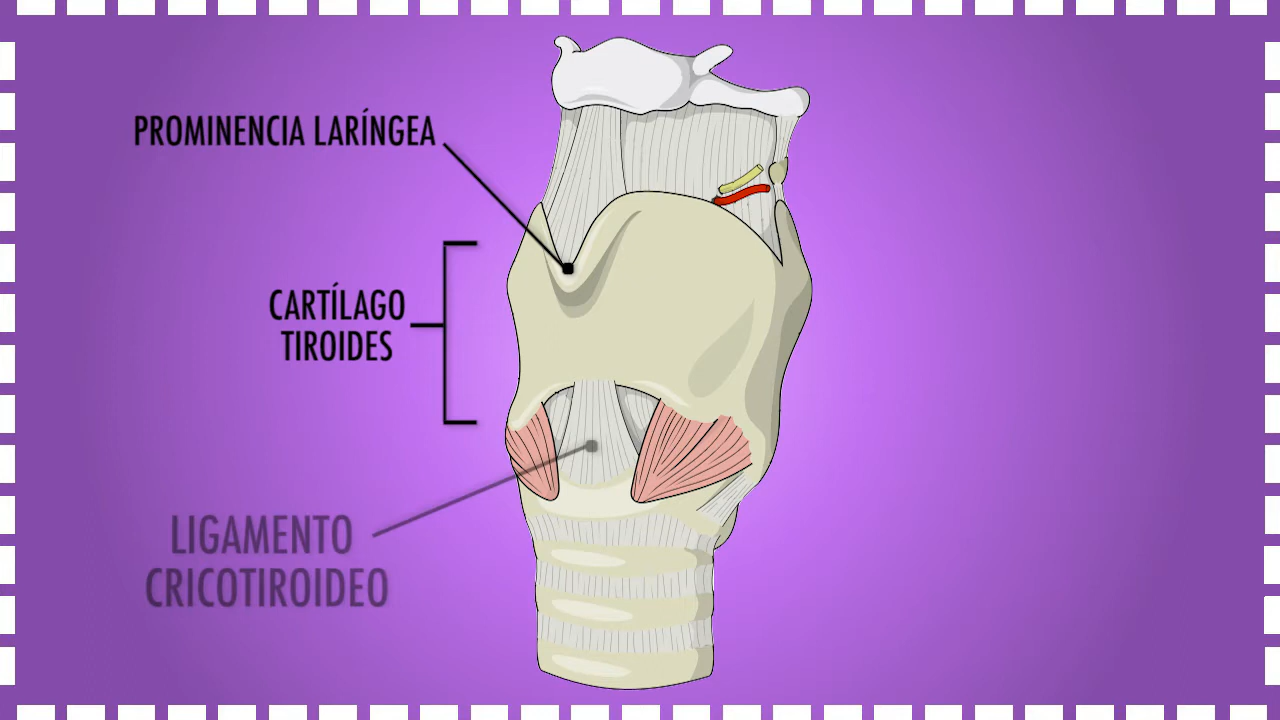 PROMINENCIA LARÍNGEA
CARTÍLAGO
TIROIDES
LIGAMENTO
CRICOTIROIDEO